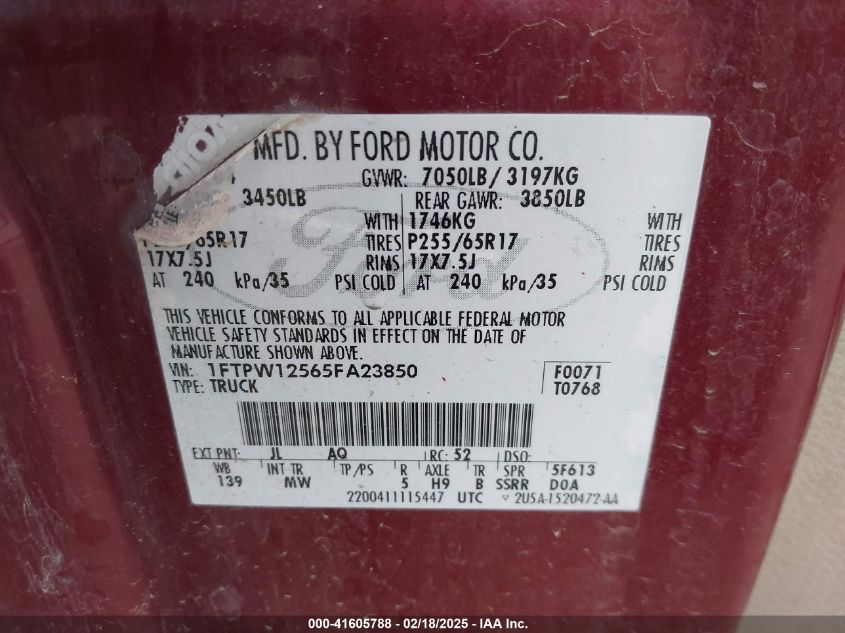 MFD. BY FORD MOTOR CO.
GVWR: 7050LB/ 3197KG
3450LB REAR GAWR: 3850LB
WITH 1746KG WITH
/65R17 TIRES P255/65R17 TIRES
17X7.5J RIMS 17X7.5J RIMS
AT 240 kPa/35 PSI COLD AT 240 kPa/35 PSI COLD
THIS VEHICLE CONFORMS TO ALL APPLICABLE FEDERAL MOTOR
VEHICLE SAFETY STANDARDS IN EFFECT ON THE DATE OF
MANUFACTURE SHOWN ABOVE.
VIN: 1FTPW12565FA23850 F0071
TYPE: TRUCK T0768
EXT PNT: JL AQ RC: 52 DSO:
WB INT TR TP/PS R AXLE TR SPR 5F613
139 MW 5 H9 B SSRR D0A
2200411115447 UTC ▽ 2U5A-1520472-AA
Ford
000-41605788 - 02/18/2025 - IAA Inc.